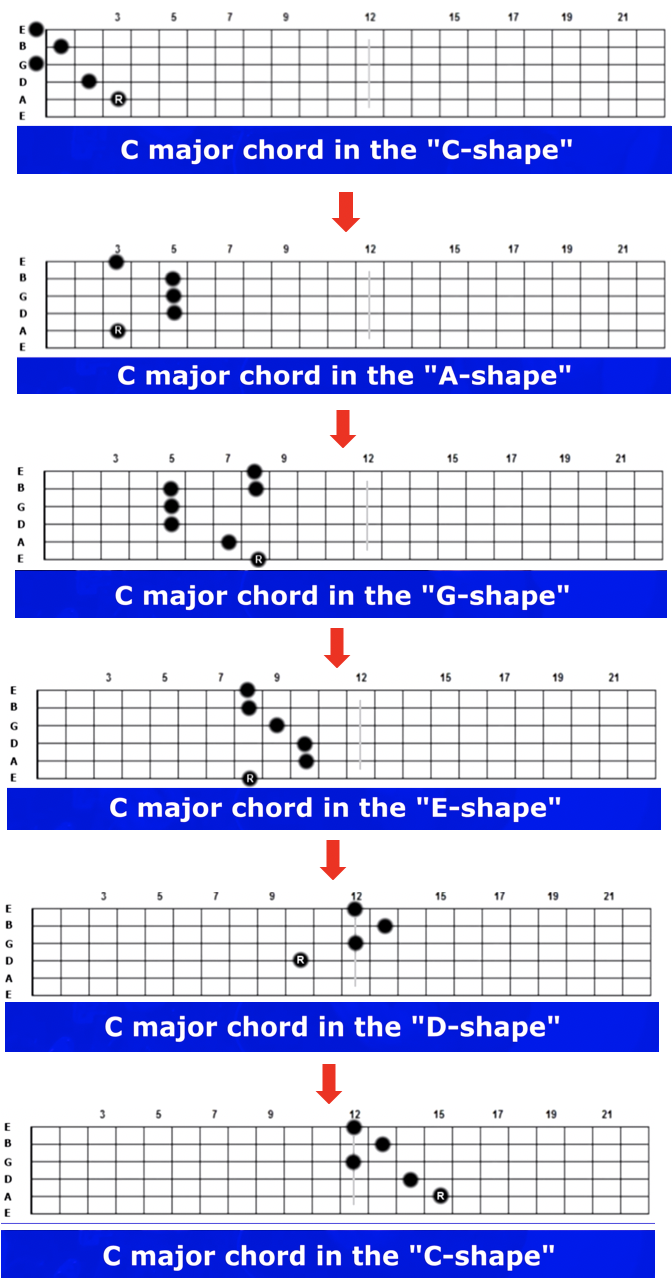 3 5 7 9 12 15 17 19 21
E
B
G
D
A R
E
C major chord in the "C-shape"
3 5 7 9 12 15 17 19 21
E
B
G
D
A R
E
C major chord in the "A-shape"
3 5 7 9 12 15 17 19 21
E
B
G
D
A
E R
C major chord in the "G-shape"
3 5 7 9 12 15 17 19 21
E
B
G
D
A
E R
C major chord in the "E-shape"
3 5 7 9 12 15 17 19 21
E
B
G
D R
A
E
C major chord in the "D-shape"
3 5 7 9 12 15 17 19 21
E
B
G
D
A R
E
C major chord in the "C-shape"